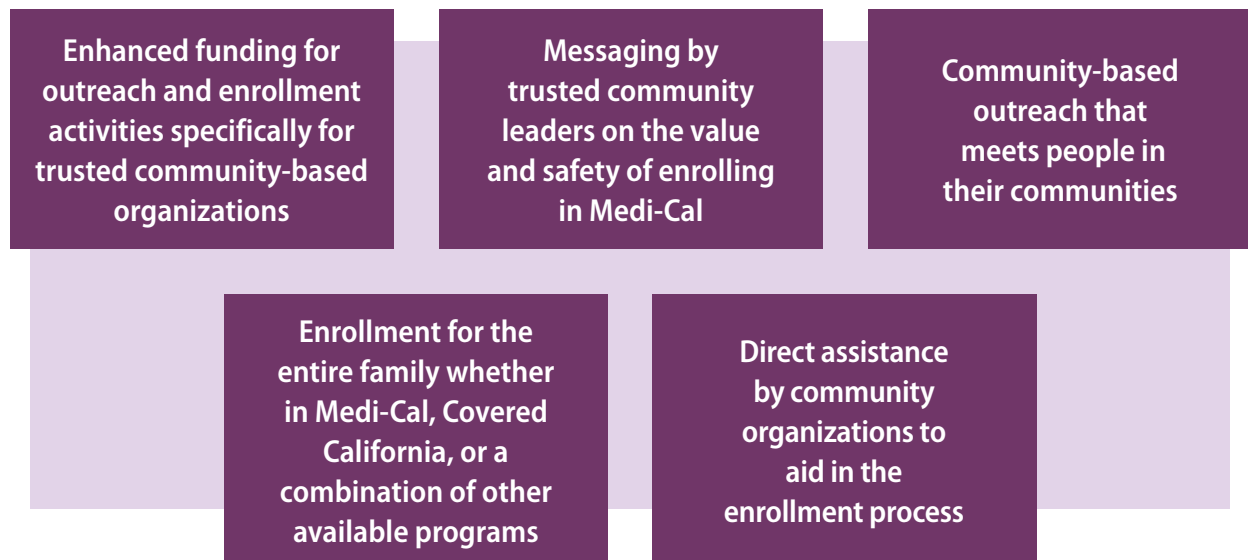 Enhanced funding for
outreach and enrollment
activities specifically for
trusted community-based
organizations
Messaging by
trusted community
leaders on the value
and safety of enrolling
in Medi-Cal
Community-based
outreach that
meets people in
their communities
Enrollment for the
entire family whether
in Medi-Cal, Covered
California, or a
combination of other
available programs
Direct assistance
by community
organizations to
aid in the
enrollment process